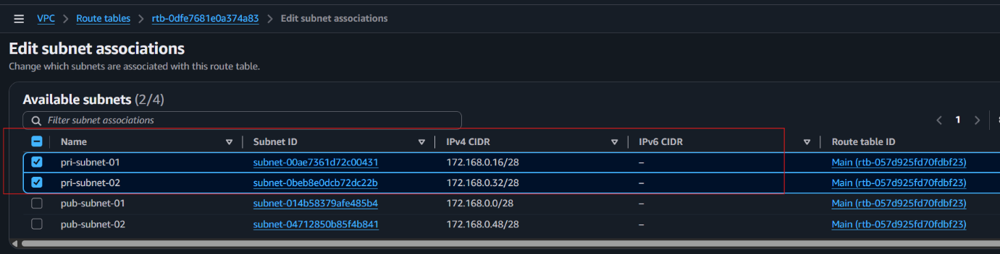 VPC > Route tables > rtb-0dfe7681e0a374a83 > Edit subnet associations
Edit subnet associations
Change which subnets are associated with this route table.
Available subnets (2/4)
Filter subnet associations
1
Name Subnet ID IPv4 CIDR IPv6 CIDR Route table ID
pri-subnet-01 subnet-00ae7361d72c00431 172.168.0.16/28 – Main (rtb-057d925fd70fdbf23)
pri-subnet-02 subnet-0beb8e0dcb72dc22b 172.168.0.32/28 – Main (rtb-057d925fd70fdbf23)
pub-subnet-01 subnet-014b58379afe485b4 172.168.0.0/28 – Main (rtb-057d925fd70fdbf23)
pub-subnet-02 subnet-04712850b85f4b841 172.168.0.48/28 – Main (rtb-057d925fd70fdbf23)